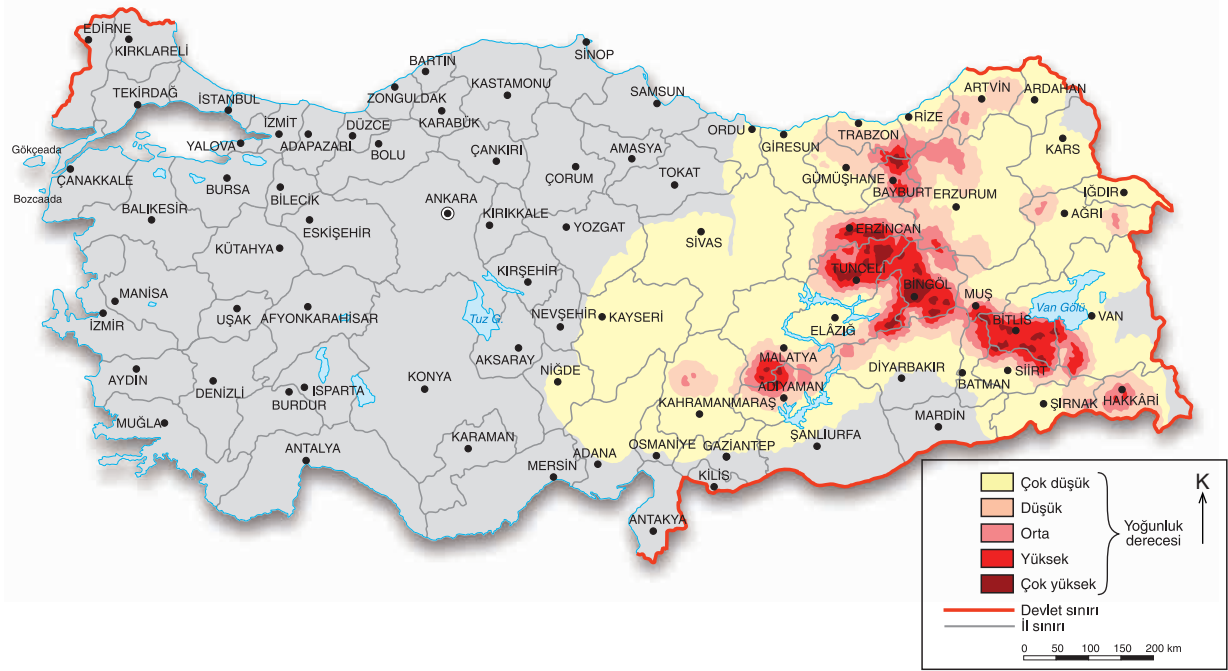 EDİRNE
KIRKLARELİ
TEKİRDAĞ
İSTANBUL
YALOVA
İZMİT
ADAPAZARI
DÜZCE
BOLU
ZONGULDAK
BARTIN
KARABÜK
KASTAMONU
SİNOP
SAMSUN
ORDU
GİRESUN
TRABZON
RİZE
ARTVİN
ARDAHAN
KARS
Gökçeada
Bozcaada
ÇANAKKALE
BALIKESİR
BURSA
BİLECİK
ESKİŞEHİR
KÜTAHYA
ANKARA
ÇANKIRI
KIRIKKALE
ÇORUM
AMASYA
TOKAT
YOZGAT
SİVAS
GÜMÜŞHANE
BAYBURT
ERZURUM
ERZİNCAN
IĞDIR
AĞRI
MANİSA
İZMİR
UŞAK
AFYONKARAHİSAR
Tuz G.
KIRŞEHİR
NEVŞEHİR
KAYSERİ
AKSARAY
NİĞDE
TUNCELİ
BİNGÖL
ELÂZIĞ
MUŞ
BİTLİS
Van Gölü
VAN
AYDIN
DENİZLİ
MUĞLA
BURDUR
ISPARTA
ANTALYA
KONYA
KARAMAN
MERSİN
ADANA
OSMANİYE
KAHRAMANMARAŞ
MALATYA
ADIYAMAN
GAZİANTEP
KİLİS
ANTAKYA
ŞANLIURFA
DİYARBAKIR
MARDİN
BATMAN
SİİRT
ŞIRNAK
HAKKÂRİ
Çok düşük
Düşük
Orta
Yüksek
Çok yüksek
Yoğunluk
derecesi
K
Devlet sınırı
İl sınırı
0 50 100 150 200 km